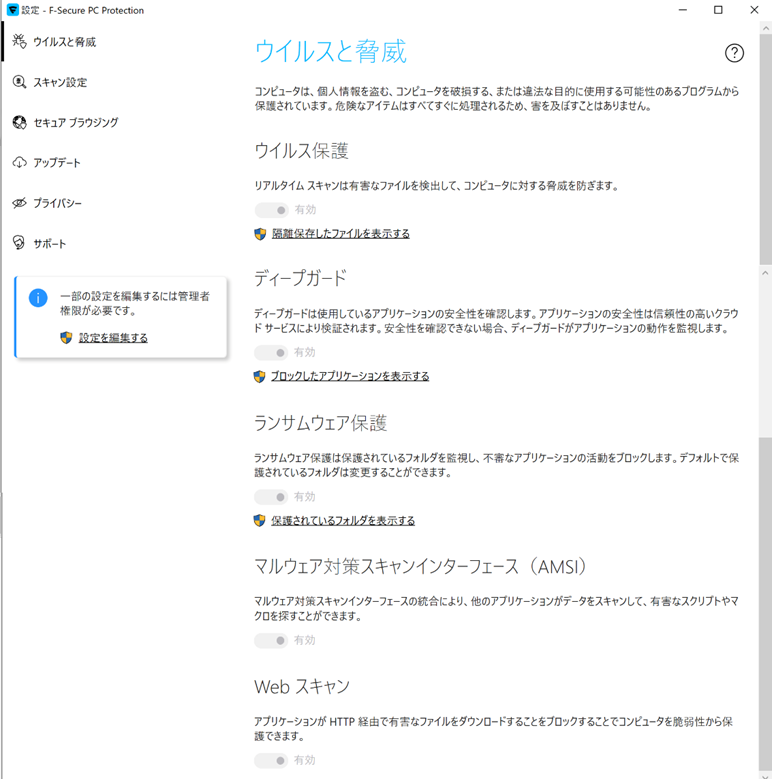 設定 - F-Secure PC Protection
ウイルスと脅威
スキャン設定
セキュア ブラウジング
アップデート
プライバシー
サポート
一部の設定を編集するには管理者
権限が必要です。
設定を編集する
ウイルスと脅威
コンピュータは、個人情報を盗む、コンピュータを破損する、または違法な目的に使用する可能性のあるプログラムから
保護されています。危険なアイテムはすべてすぐに処理されるため、害を及ぼすことはありません。
ウイルス保護
リアルタイム スキャンは有害なファイルを検出して、コンピュータに対する脅威を防ぎます。
有効
隔離保存したファイルを表示する
ディープガード
ディープガードは使用しているアプリケーションの安全性を確認します。アプリケーションの安全性は信頼性の高いクラウ
ド サービスにより検証されます。安全性を確認できない場合、ディープガードがアプリケーションの動作を監視します。
有効
ブロックしたアプリケーションを表示する
ランサムウェア保護
ランサムウェア保護は保護されているフォルダを監視し、不審なアプリケーションの活動をブロックします。デフォルトで保
護されているフォルダは変更することができます。
有効
保護されているフォルダを表示する
マルウェア対策スキャンインターフェース（AMSI）
マルウェア対策スキャンインターフェースの統合により、他のアプリケーションがデータをスキャンして、有害なスクリプトやマ
クロを探すことができます。
有効
Web スキャン
アプリケーションが HTTP 経由で有害なファイルをダウンロードすることをブロックすることでコンピュータを脆弱性から保
護できます。
有効